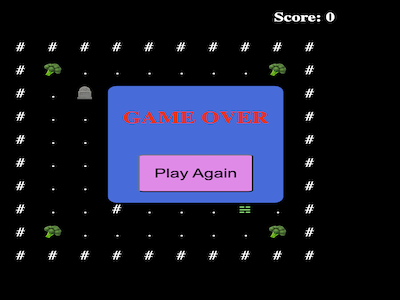 Score: 0
# # # # # # # # # #
# . . . . . . #
# . #
# . . #
# . . #
# . . #
GAME OVER
# . . #
Play Again
# . . # . . . . #
# . . . . . . #
# # # # # # # # # #